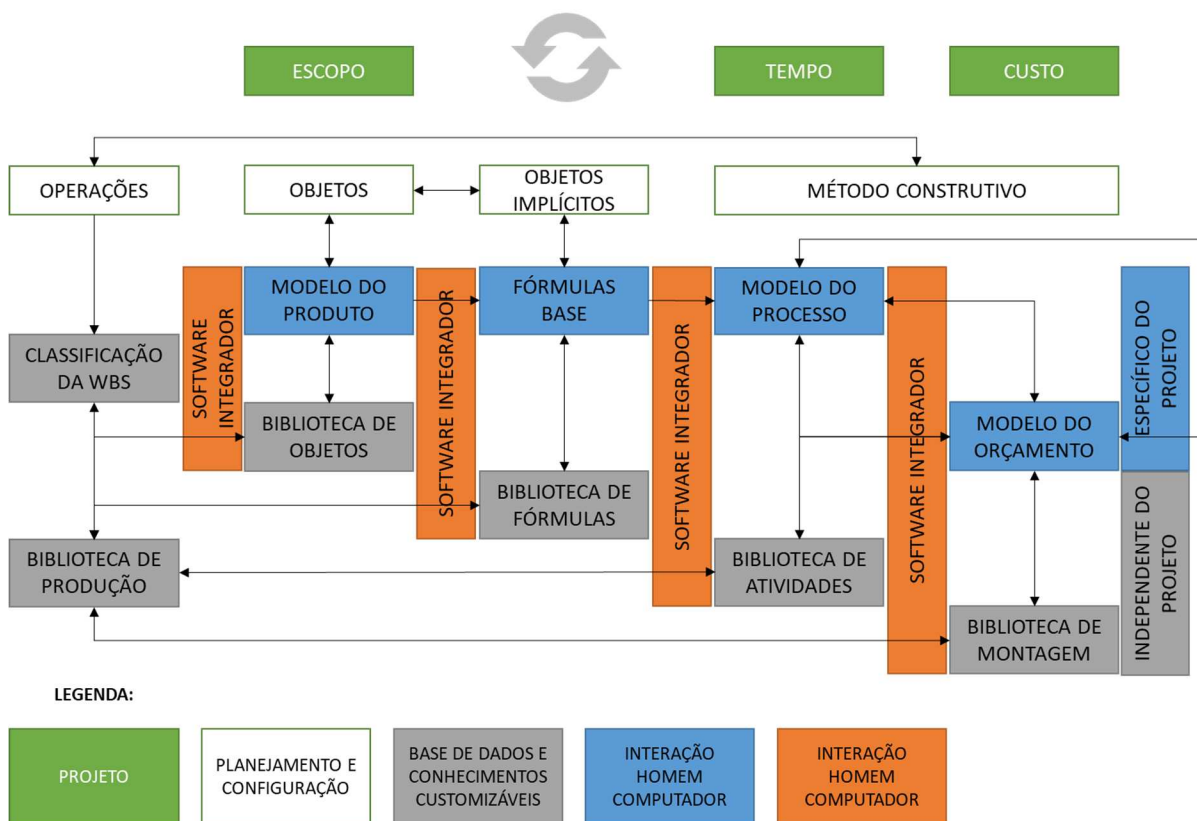 ESCOPO
TEMPO
CUSTO
OPERAÇÕES
OBJETOS
OBJETOS
IMPLÍCITOS
MÉTODO CONSTRUTIVO
SOFTWARE
INTEGRADOR
MODELO DO
PRODUTO
SOFTWARE INTEGRADOR
FÓRMULAS
BASE
SOFTWARE INTEGRADOR
MODELO DO
PROCESSO
SOFTWARE INTEGRADOR
ESPECÍFICO DO
PROJETO
CLASSIFICAÇÃO
DA WBS
BIBLIOTECA DE
OBJETOS
MODELO DO
ORÇAMENTO
BIBLIOTECA DE
FÓRMULAS
INDEPENDENTE DO
PROJETO
BIBLIOTECA DE
PRODUÇÃO
BIBLIOTECA DE
ATIVIDADES
BIBLIOTECA DE
MONTAGEM
LEGENDA:
PROJETO
PLANEJAMENTO E
CONFIGURAÇÃO
BASE DE DADOS E
CONHECIMENTOS
CUSTOMIZÁVEIS
INTERAÇÃO
HOMEM
COMPUTADOR
INTERAÇÃO
HOMEM
COMPUTADOR